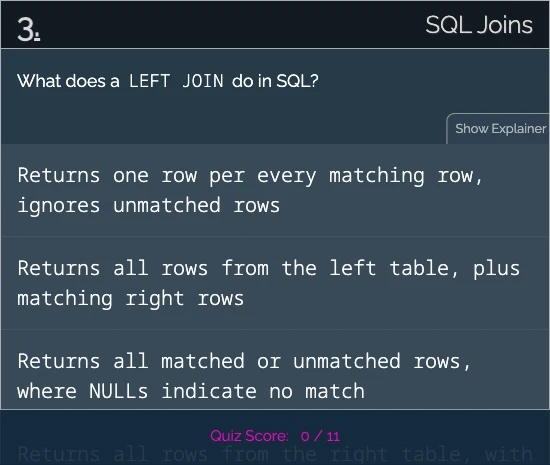 3.
SQL Joins
What does a LEFT JOIN do in SQL?
Show Explainer
Returns one row per every matching row,
ignores unmatched rows
Returns all rows from the left table, plus
matching right rows
Returns all matched or unmatched rows,
where NULLs indicate no match
Quiz Score: 0 / 11
Returns all rows from the right table, with